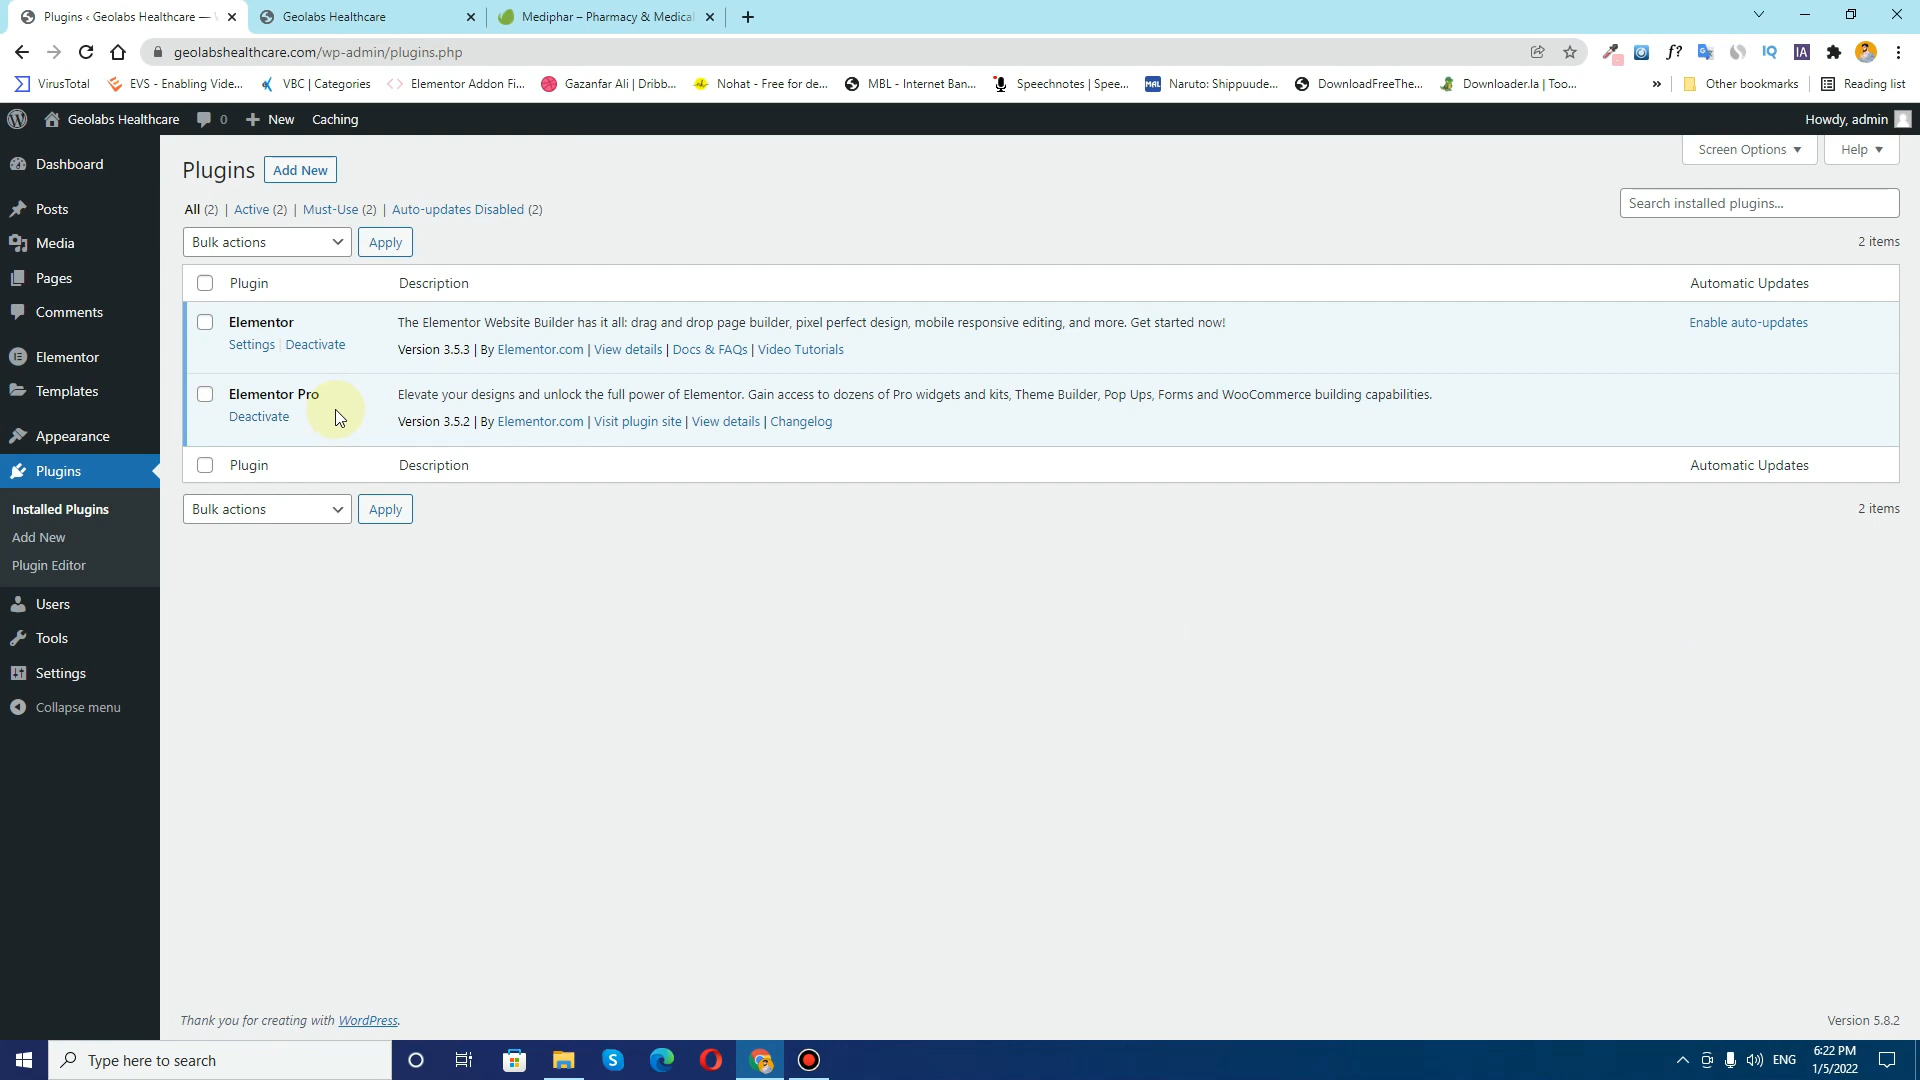 Plugins ‹ Geolabs Healthcare —
Geolabs Healthcare
Mediphar – Pharmacy & Medical
geolabshealthcare.com/wp-admin/plugins.php
VirusTotal
EVS - Enabling Vide...
VBC | Categories
Elementor Addon Fi...
Gazanfar Ali | Dribb...
Nohat - Free for de...
MBL - Internet Ban...
Speechnotes | Spee...
Naruto: Shippuude...
DownloadFreeThe...
Downloader.la | Too...
»
Other bookmarks
Reading list
Geolabs Healthcare
0
New
Caching
Howdy, admin
Dashboard
Posts
Media
Pages
Comments
Elementor
Templates
Appearance
Plugins
Installed Plugins
Add New
Plugin Editor
Users
Tools
Settings
Collapse menu
Screen Options
Help
Plugins
Add New
All (2) | Active (2) | Must-Use (2) | Auto-updates Disabled (2)
Search installed plugins...
Bulk actions
Apply
2 items
Plugin
Description
Automatic Updates
Elementor
The Elementor Website Builder has it all: drag and drop page builder, pixel perfect design, mobile responsive editing, and more. Get started now!
Enable auto-updates
Settings | Deactivate
Version 3.5.3 | By Elementor.com | View details | Docs & FAQs | Video Tutorials
Elementor Pro
Elevate your designs and unlock the full power of Elementor. Gain access to dozens of Pro widgets and kits, Theme Builder, Pop Ups, Forms and WooCommerce building capabilities.
Deactivate
Version 3.5.2 | By Elementor.com | Visit plugin site | View details | Changelog
Plugin
Description
Automatic Updates
Bulk actions
Apply
2 items
Thank you for creating with WordPress.
Version 5.8.2
Type here to search
ENG
6:22 PM
1/5/2022